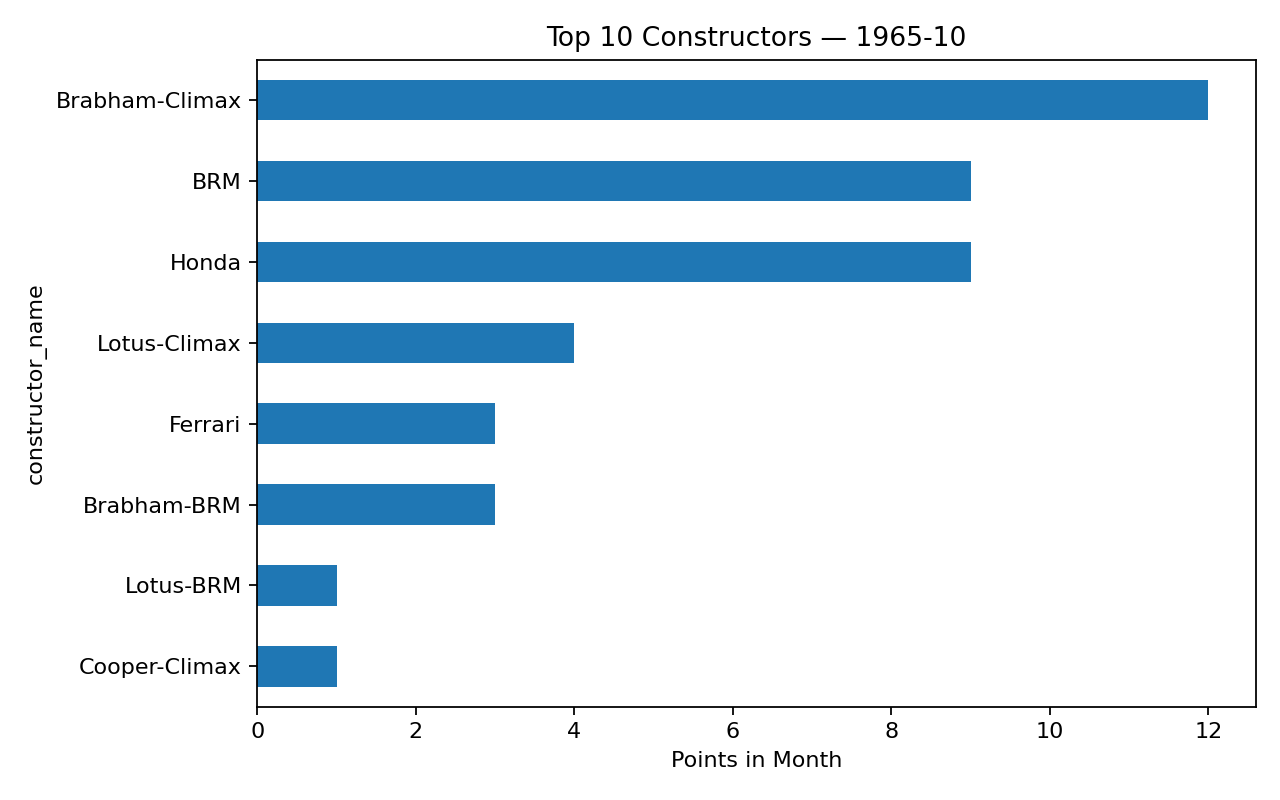 Top 10 Constructors — 1965-10
constructor_name
Brabham-Climax
BRM
Honda
Lotus-Climax
Ferrari
Brabham-BRM
Lotus-BRM
Cooper-Climax
0 2 4 6 8 10 12
Points in Month